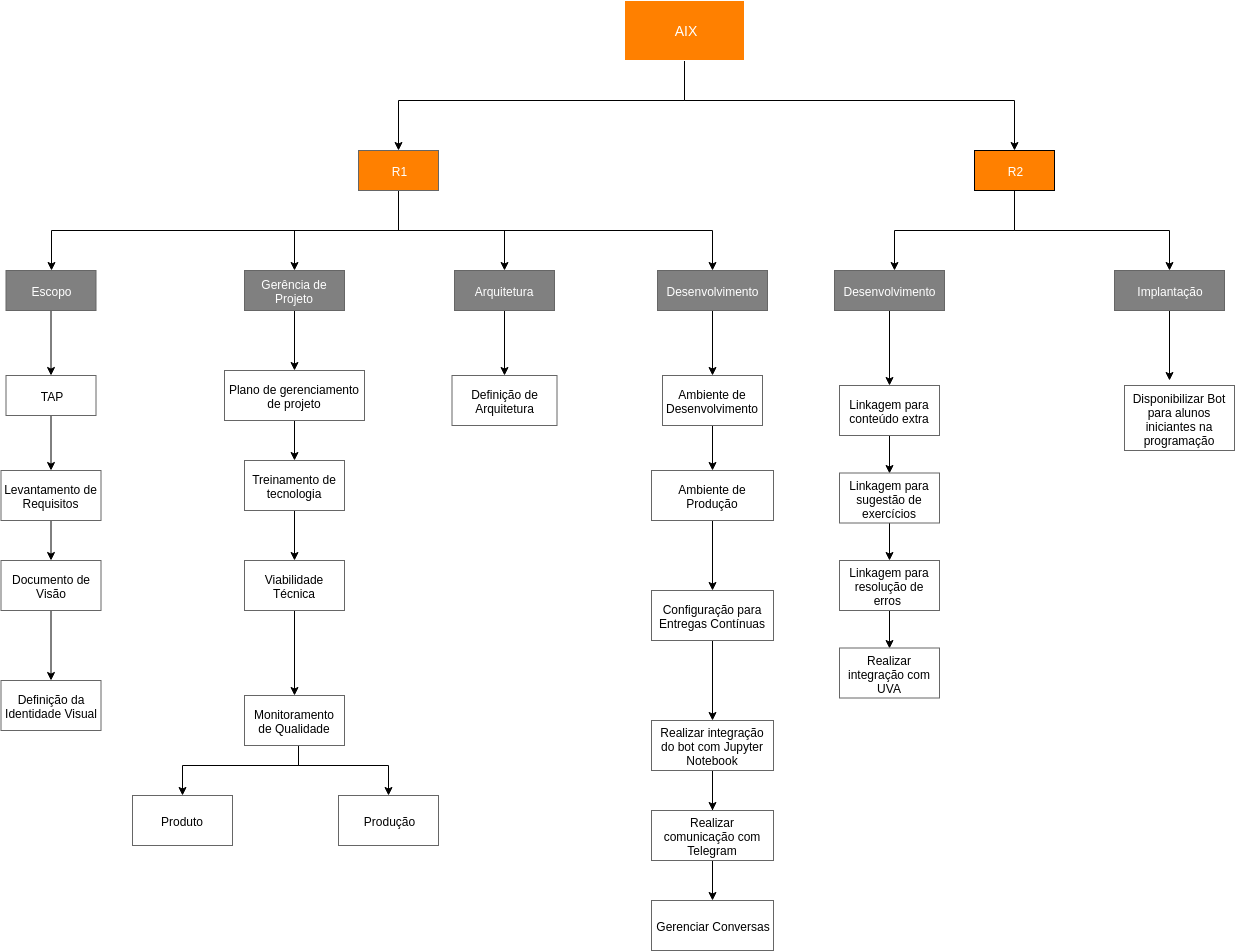 AIX
R1
R2
Escopo
Gerência de
Projeto
Arquitetura
Desenvolvimento
Desenvolvimento
Implantação
TAP
Levantamento de
Requisitos
Documento de
Visão
Definição da
Identidade Visual
Plano de gerenciamento
de projeto
Treinamento de
tecnologia
Viabilidade
Técnica
Monitoramento
de Qualidade
Produto
Produção
Definição de
Arquitetura
Ambiente de
Desenvolvimento
Ambiente de
Produção
Configuração para
Entregas Contínuas
Realizar integração
do bot com Jupyter
Notebook
Realizar
comunicação com
Telegram
Gerenciar Conversas
Linkagem para
conteúdo extra
Linkagem para
sugestão de
exercícios
Linkagem para
resolução de
erros
Realizar
integração com
UVA
Disponibilizar Bot
para alunos
iniciantes na
programação